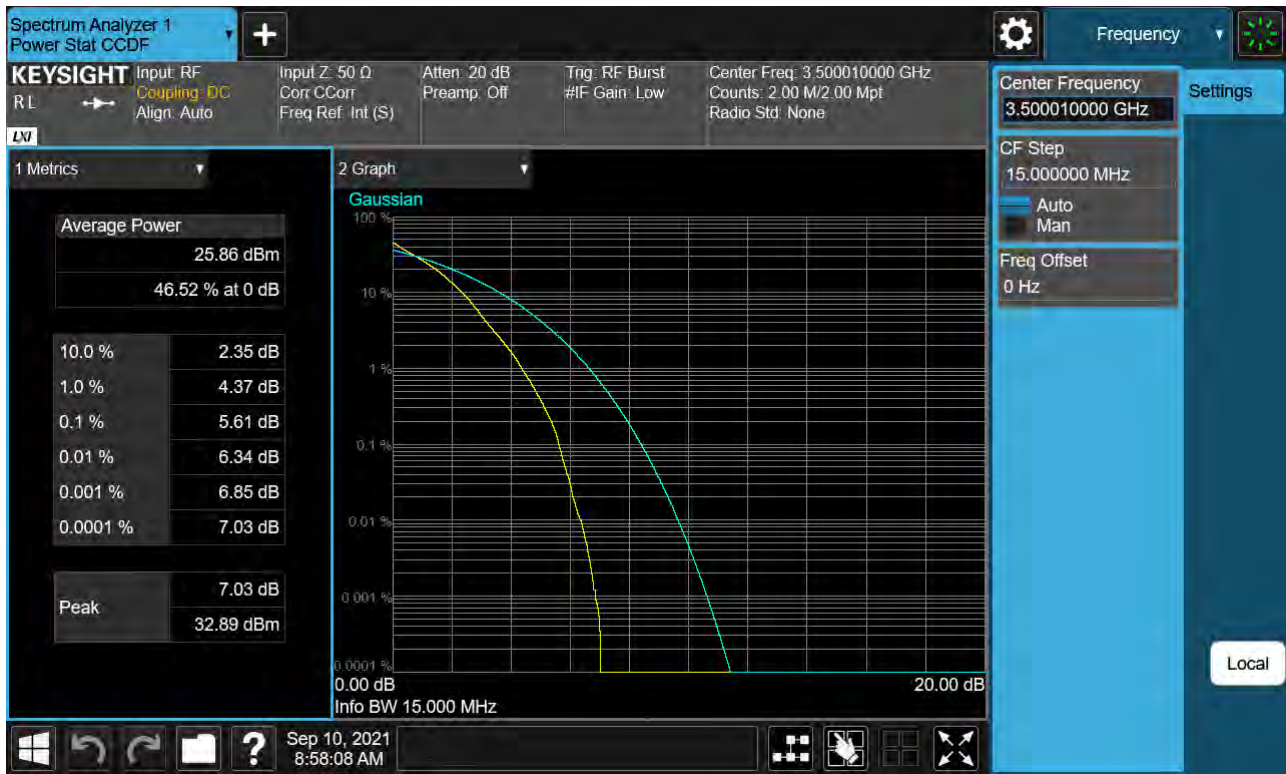 Spectrum Analyzer 1
Power Stat CCDF
+
Frequency
KEYSIGHT
RL
LXI
Input: RF
Coupling: DC
Align: Auto
Input Z: 50 Ω
Corr CCorr
Freq Ref: Int (S)
Atten: 20 dB
Preamp: Off
Trig: RF Burst
#IF Gain: Low
Center Freq: 3.500010000 GHz
Counts: 2.00 M/2.00 Mpt
Radio Std: None
Center Frequency
3.500010000 GHz
Settings
CF Step
15.000000 MHz
Auto
Man
Freq Offset
0 Hz
1 Metrics
Average Power
25.86 dBm
46.52 % at 0 dB
10.0 % 2.35 dB
1.0 % 4.37 dB
0.1 % 5.61 dB
0.01 % 6.34 dB
0.001 % 6.85 dB
0.0001 % 7.03 dB
Peak 7.03 dB
32.89 dBm
2 Graph
Gaussian
100 %
10 %
1 %
0.1 %
0.01 %
0.001 %
0.0001 %
0.00 dB 20.00 dB
Info BW 15.000 MHz
Local
?
Sep 10, 2021
8:58:08 AM